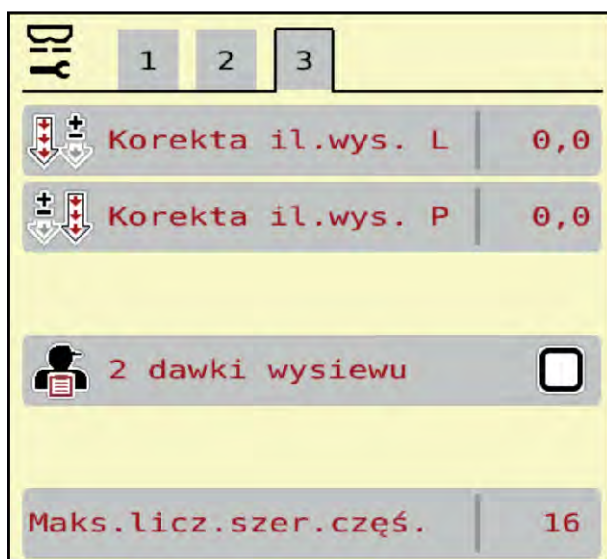 1 2 3
Korekta il.wys. L 0,0
Korekta il.wys. P 0,0
2 dawki wysiewu
Maks.licz.szer.częś. 16